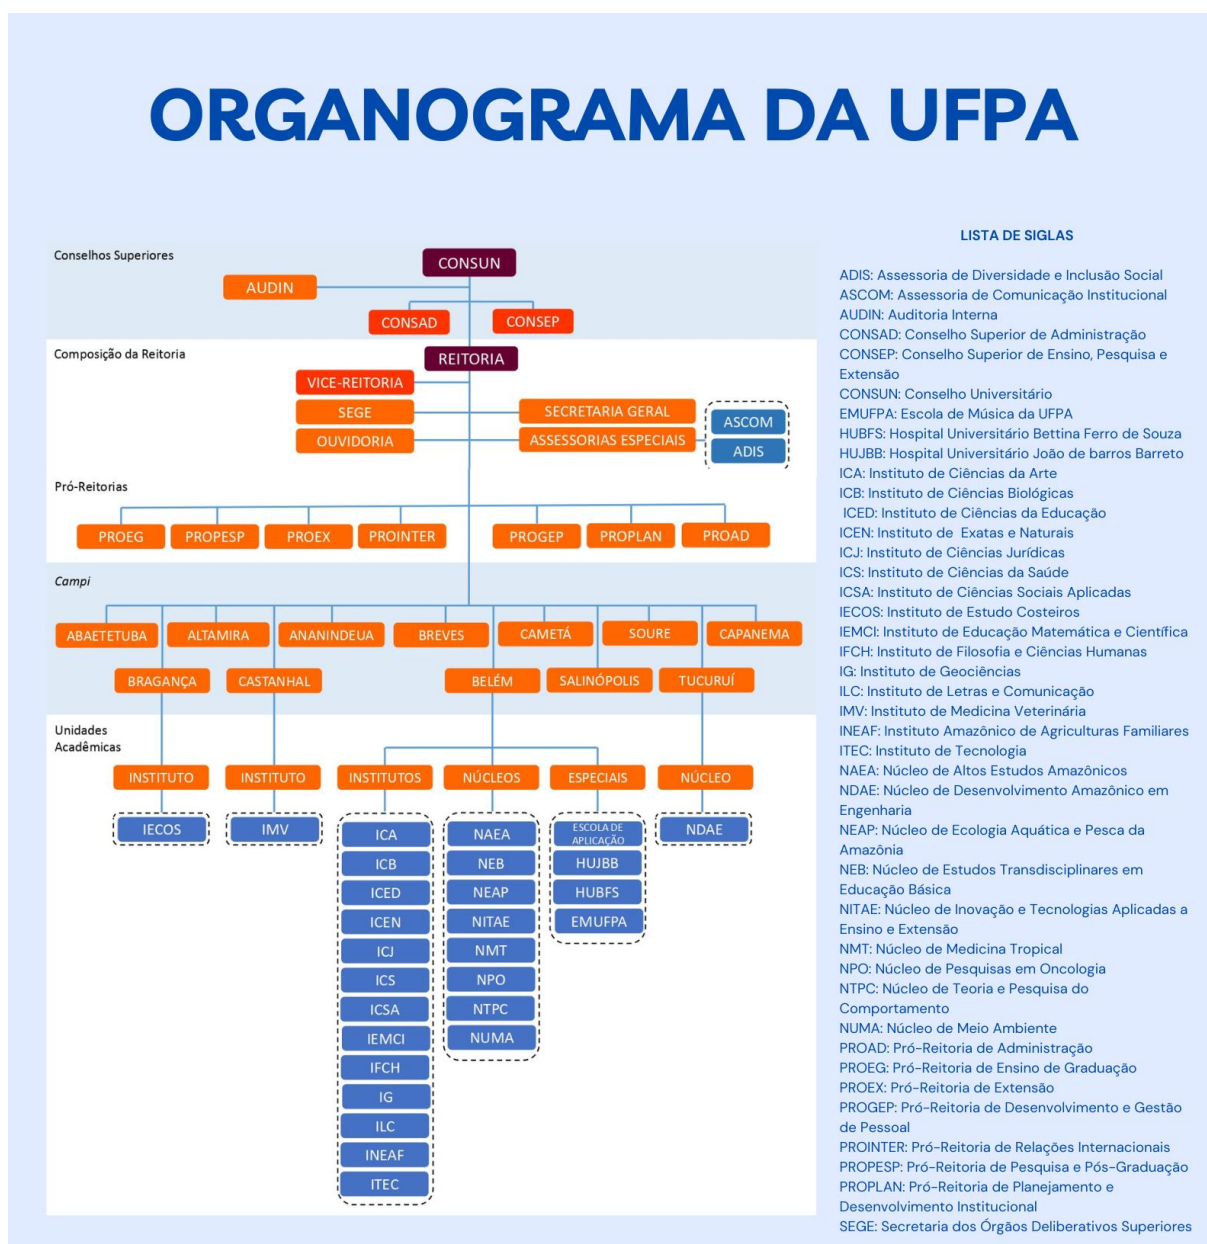 ORGANOGRAMA DA UFPA
Conselhos Superiores
CONSUN
AUDIN
CONSAD
CONSEP
Composição da Reitoria
REITORIA
VICE-REITORIA
SEGE
SECRETARIA GERAL
OUVIDORIA
ASSESSORIAS ESPECIAIS
ASCOM
ADIS
Pró-Reitorias
PROEG
PROPESP
PROEX
PROINTER
PROGEP
PROPLAN
PROAD
Campi
ABAETETUBA
ALTAMIRA
ANANINDEUA
BREVES
CAMETÁ
SOURE
CAPANEMA
BRAGANÇA
CASTANHAL
BELÉM
SALINÓPOLIS
TUCURUÍ
Unidades
Acadêmicas
INSTITUTO
INSTITUTO
INSTITUTOS
NÚCLEOS
ESPECIAIS
NÚCLEO
IECOS
IMV
ICA
ICB
ICED
ICEN
ICJ
ICS
ICSA
IEMCI
IFCH
IG
ILC
INEAF
ITEC
NAEA
NEB
NEAP
NITAE
NMT
NPO
NTPC
NUMA
ESCOLA DE
APLICAÇÃO
HUJBB
HUBFS
EMUFPA
NDAE
LISTA DE SIGLAS
ADIS: Assessoria de Diversidade e Inclusão Social
ASCOM: Assessoria de Comunicação Institucional
AUDIN: Auditoria Interna
CONSAD: Conselho Superior de Administração
CONSEP: Conselho Superior de Ensino, Pesquisa e
Extensão
CONSUN: Conselho Universitário
EMUFPA: Escola de Música da UFPA
HUBFS: Hospital Universitário Bettina Ferro de Souza
HUJBB: Hospital Universitário João de barros Barreto
ICA: Instituto de Ciências da Arte
ICB: Instituto de Ciências Biológicas
ICED: Instituto de Ciências da Educação
ICEN: Instituto de Exatas e Naturais
ICJ: Instituto de Ciências Jurídicas
ICS: Instituto de Ciências da Saúde
ICSA: Instituto de Ciências Sociais Aplicadas
IECOS: Instituto de Estudo Costeiros
IEMCI: Instituto de Educação Matemática e Científica
IFCH: Instituto de Filosofia e Ciências Humanas
IG: Instituto de Geociências
ILC: Instituto de Letras e Comunicação
IMV: Instituto de Medicina Veterinária
INEAF: Instituto Amazônico de Agriculturas Familiares
ITEC: Instituto de Tecnologia
NAEA: Núcleo de Altos Estudos Amazônicos
NDAE: Núcleo de Desenvolvimento Amazônico em
Engenharia
NEAP: Núcleo de Ecologia Aquática e Pesca da
Amazônia
NEB: Núcleo de Estudos Transdisciplinares em
Educação Básica
NITAE: Núcleo de Inovação e Tecnologias Aplicadas a
Ensino e Extensão
NMT: Núcleo de Medicina Tropical
NPO: Núcleo de Pesquisas em Oncologia
NTPC: Núcleo de Teoria e Pesquisa do
Comportamento
NUMA: Núcleo de Meio Ambiente
PROAD: Pró-Reitoria de Administração
PROEG: Pró-Reitoria de Ensino de Graduação
PROEX: Pró-Reitoria de Extensão
PROGEP: Pró-Reitoria de Desenvolvimento e Gestão
de Pessoal
PROINTER: Pró-Reitoria de Relações Internacionais
PROPESP: Pró-Reitoria de Pesquisa e Pós-Graduação
PROPLAN: Pró-Reitoria de Planejamento e
Desenvolvimento Institucional
SEGE: Secretaria dos Órgãos Deliberativos Superiores